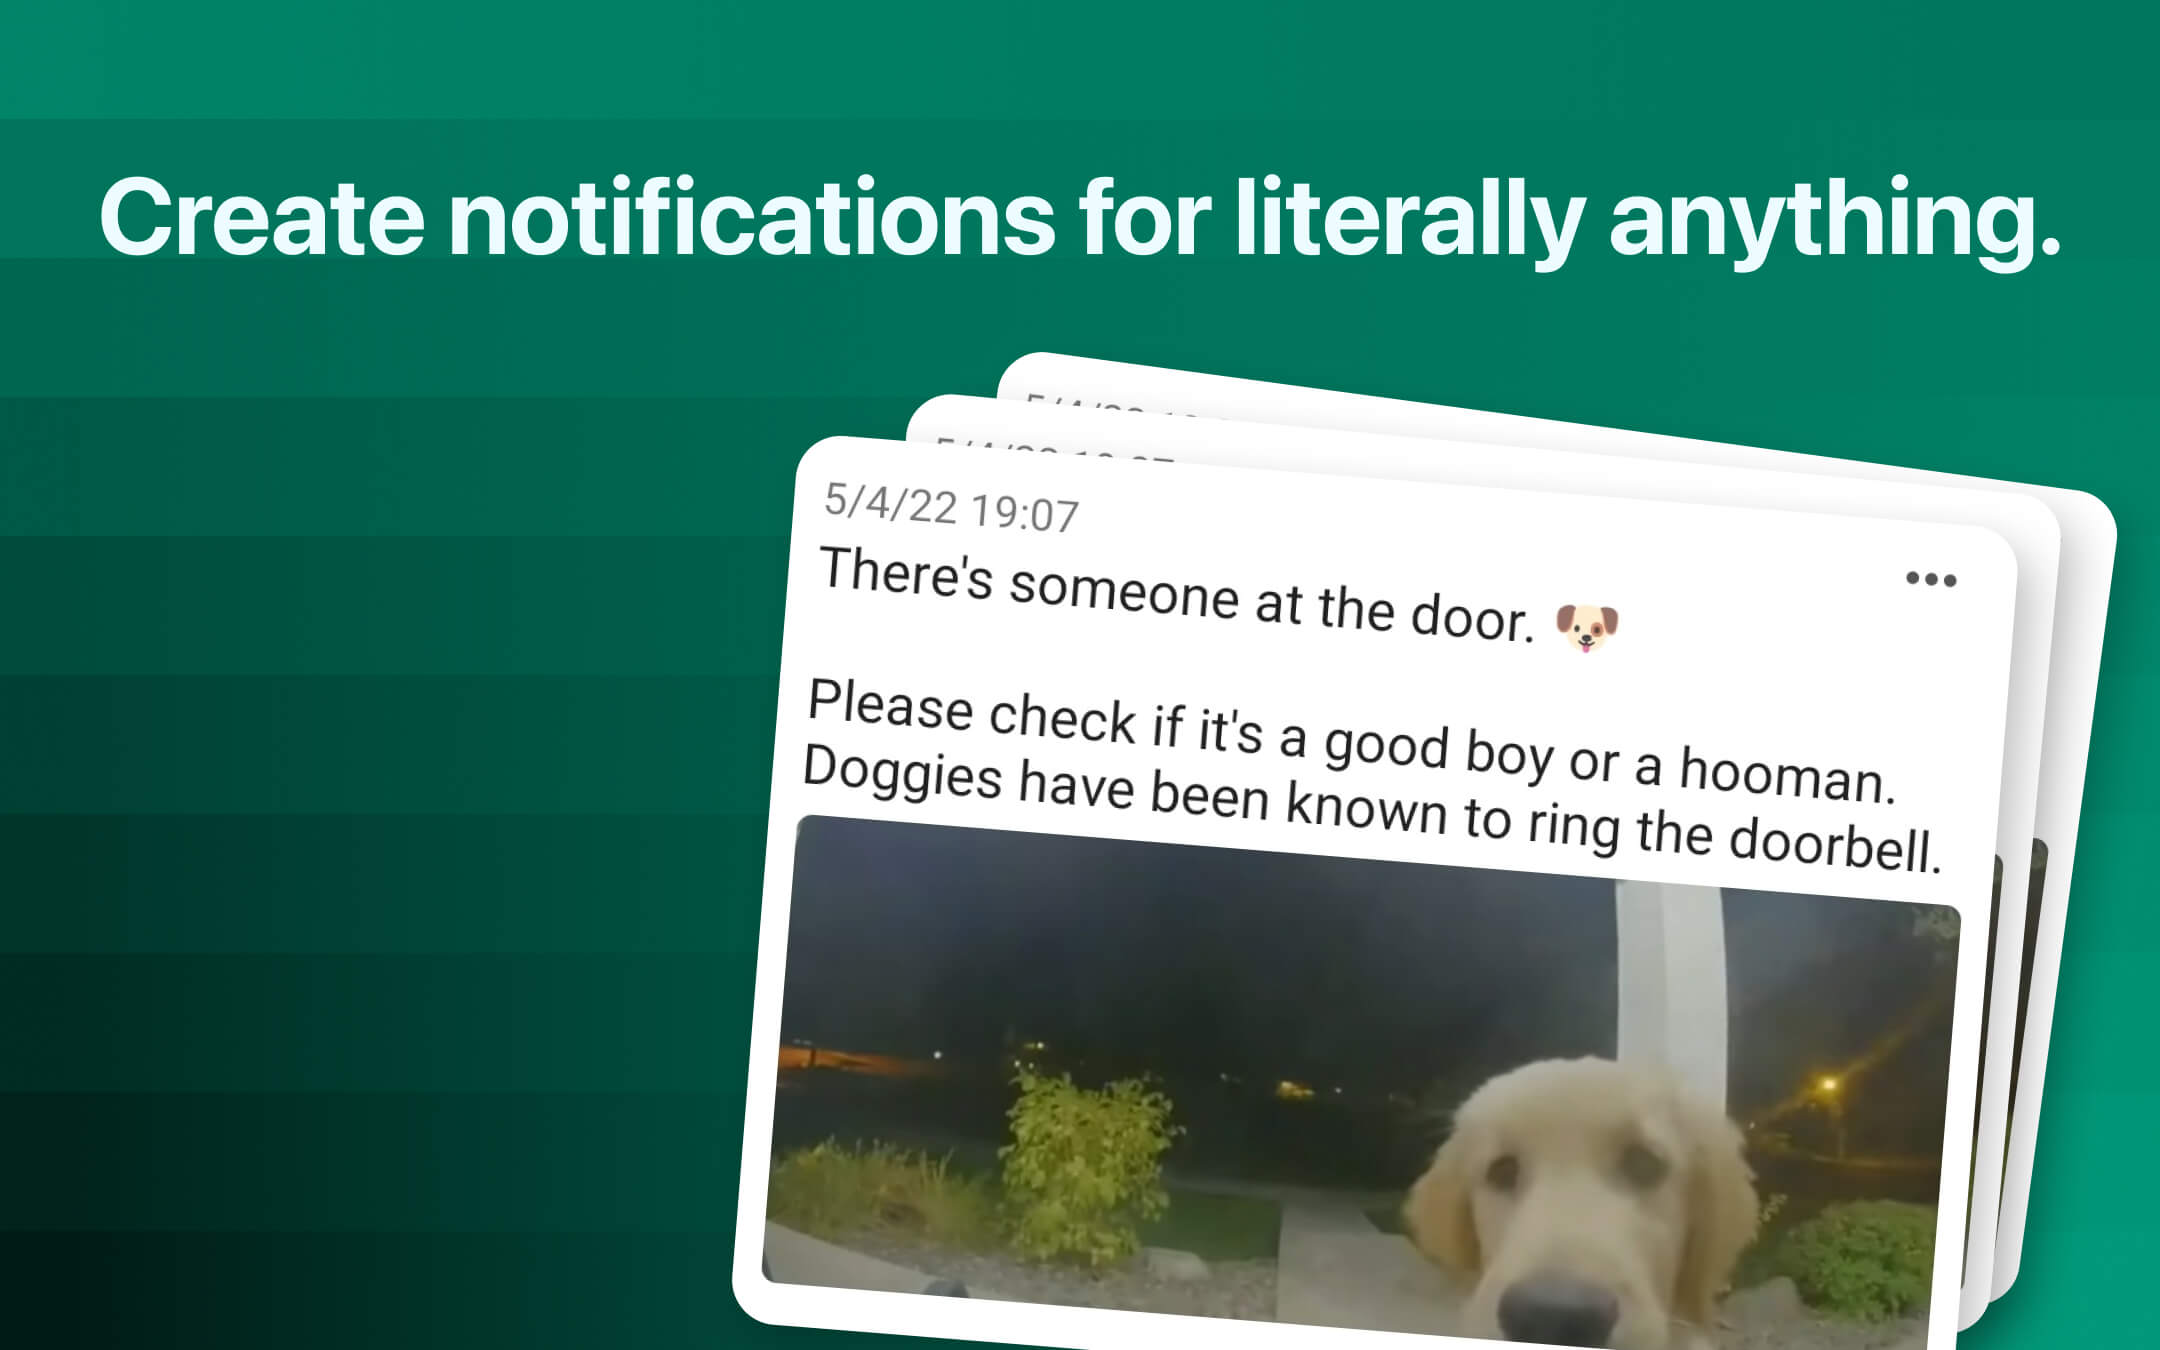 Create notifications for literally anything.
5/4/22 19:07
There's someone at the door. 🐶
Please check if it's a good boy or a hooman.
Doggies have been known to ring the doorbell.